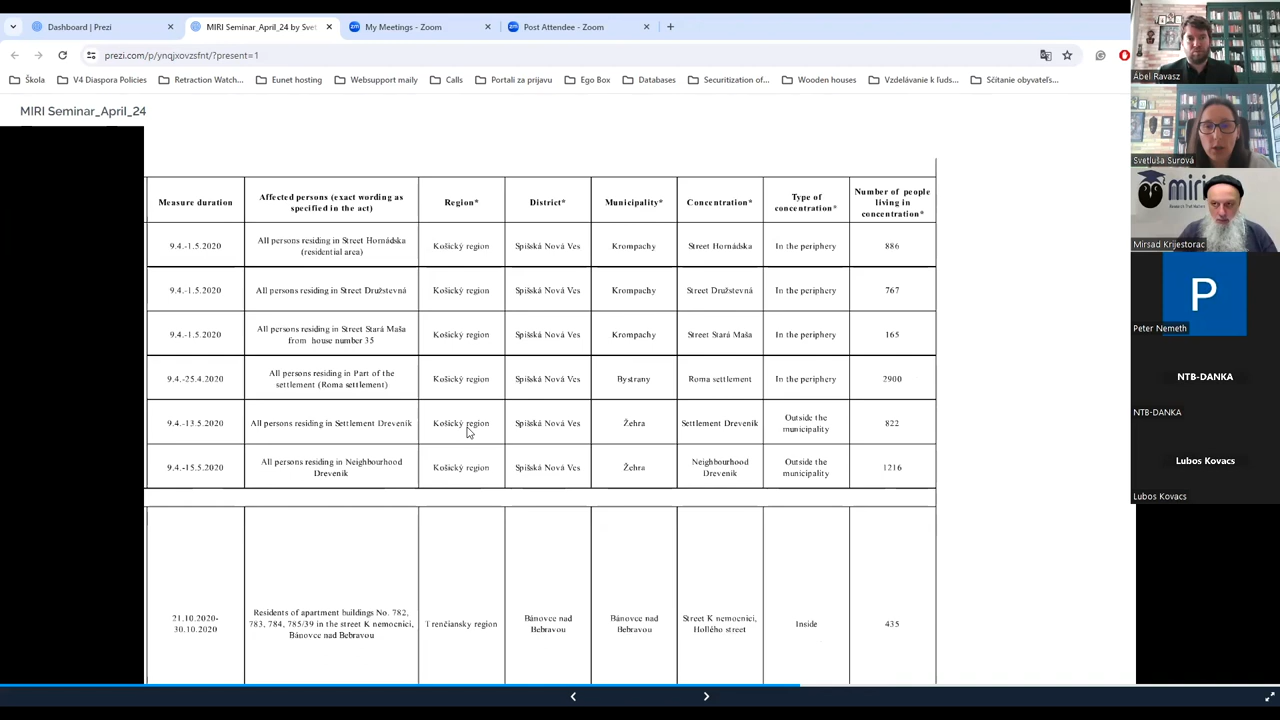 Dashboard | Prezi
MIRI Seminar_April_24 by Svet
My Meetings - Zoom
Post Attendee - Zoom
prezi.com/p/ynqjxovzsfnt/?present=1
Škola
V4 Diaspora Policies
Retraction Watch...
Eunet hosting
Websupport maily
Calls
Portali za prijavu
Ego Box
Databases
Securitization of...
Wooden houses
Vzdelávanie k ľuds...
Sčítanie obyvateľs...
MIRI Seminar_April_24
Measure duration
Affected persons (exact wording as
specified in the act)
Region*
District*
Municipality*
Concentration*
Type of
concentration*
Number of people
living in
concentration*
9.4.-1.5.2020
All persons residing in Street Hornádska
(residential area)
Košický region
Spišská Nová Ves
Krompachy
Street Hornádska
In the periphery
886
9.4.-1.5.2020
All persons residing in Street Družstevná
Košický region
Spišská Nová Ves
Krompachy
Street Družstevná
In the periphery
767
9.4.-1.5.2020
All persons residing in Street Stará Maša
from house number 35
Košický region
Spišská Nová Ves
Krompachy
Street Stará Maša
In the periphery
165
9.4.-25.4.2020
All persons residing in Part of the
settlement (Roma settlement)
Košický region
Spišská Nová Ves
Bystrany
Roma settlement
In the periphery
2900
9.4.-13.5.2020
All persons residing in Settlement Dreveník
Košický region
Spišská Nová Ves
Žehra
Settlement Dreveník
Outside the
municipality
822
9.4.-15.5.2020
All persons residing in Neighbourhood
Dreveník
Košický region
Spišská Nová Ves
Žehra
Neighbourhood
Dreveník
Outside the
municipality
1216
21.10.2020-
30.10.2020
Residents of apartment buildings No. 782,
783, 784, 785/39 in the street K nemocnici,
Bánovce nad Bebravou
Trenčiansky region
Bánovce nad
Bebravou
Bánovce nad
Bebravou
Street K nemocnici,
Hollého street
Inside
435
Ábel Ravasz
Svetluša Surová
miri
Mirsad Krijestorac
P
Peter Nemeth
NTB-DANKA
NTB-DANKA
Lubos Kovacs
Lubos Kovacs